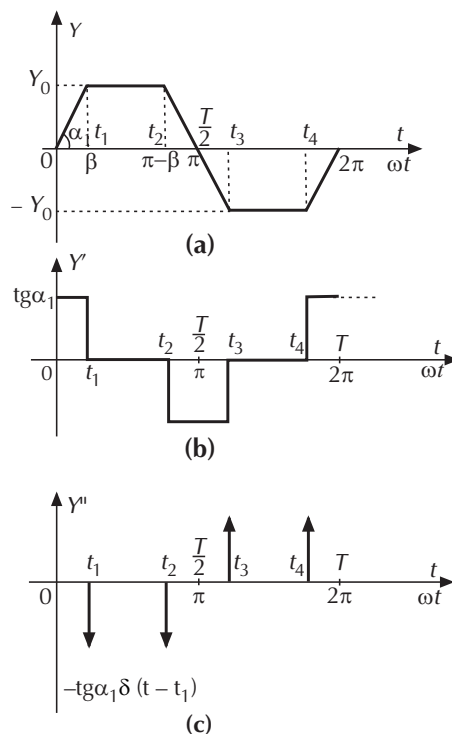 Y
Y₀
α₁
t₁
t₂
T/2
t₃
t₄
t
0
β
π−β
π
2π
ωt
− Y₀
(a)
Y'
tgα₁
t₂
T/2
t₃
t₄
T
t
0
t₁
π
2π
ωt
(b)
Y''
t₁
t₂
T/2
t₃
t₄
T
t
0
π
2π
ωt
−tgα₁δ (t − t₁)
(c)